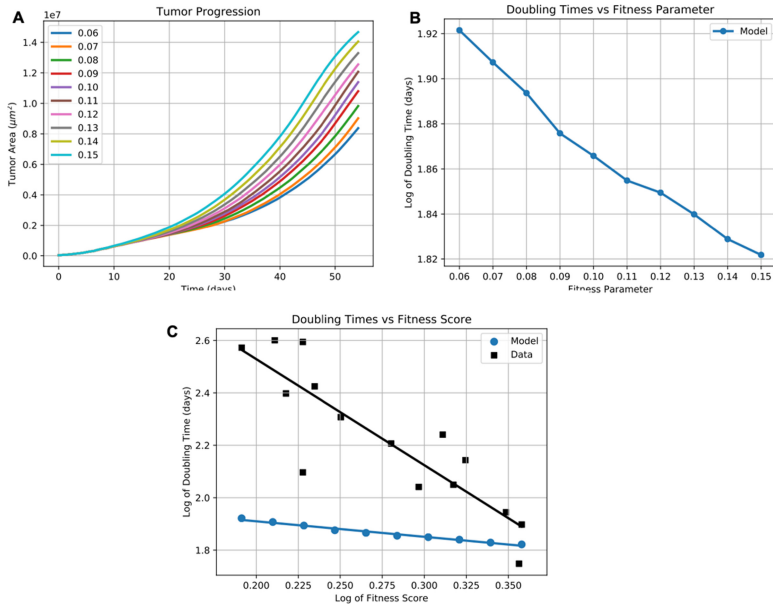 A
Tumor Progression
1e7
0.06
0.07
0.08
0.09
0.10
0.11
0.12
0.13
0.14
0.15
Tumor Area (μm²)
1.4
1.2
1.0
0.8
0.6
0.4
0.2
0.0
0 10 20 30 40 50
Time (days)
B
Doubling Times vs Fitness Parameter
Model
Log of Doubling Time (days)
1.92
1.90
1.88
1.86
1.84
1.82
0.06 0.07 0.08 0.09 0.10 0.11 0.12 0.13 0.14 0.15
Fitness Parameter
C
Doubling Times vs Fitness Score
Model
Data
Log of Doubling Time (days)
2.6
2.4
2.2
2.0
1.8
0.200 0.225 0.250 0.275 0.300 0.325 0.350
Log of Fitness Score